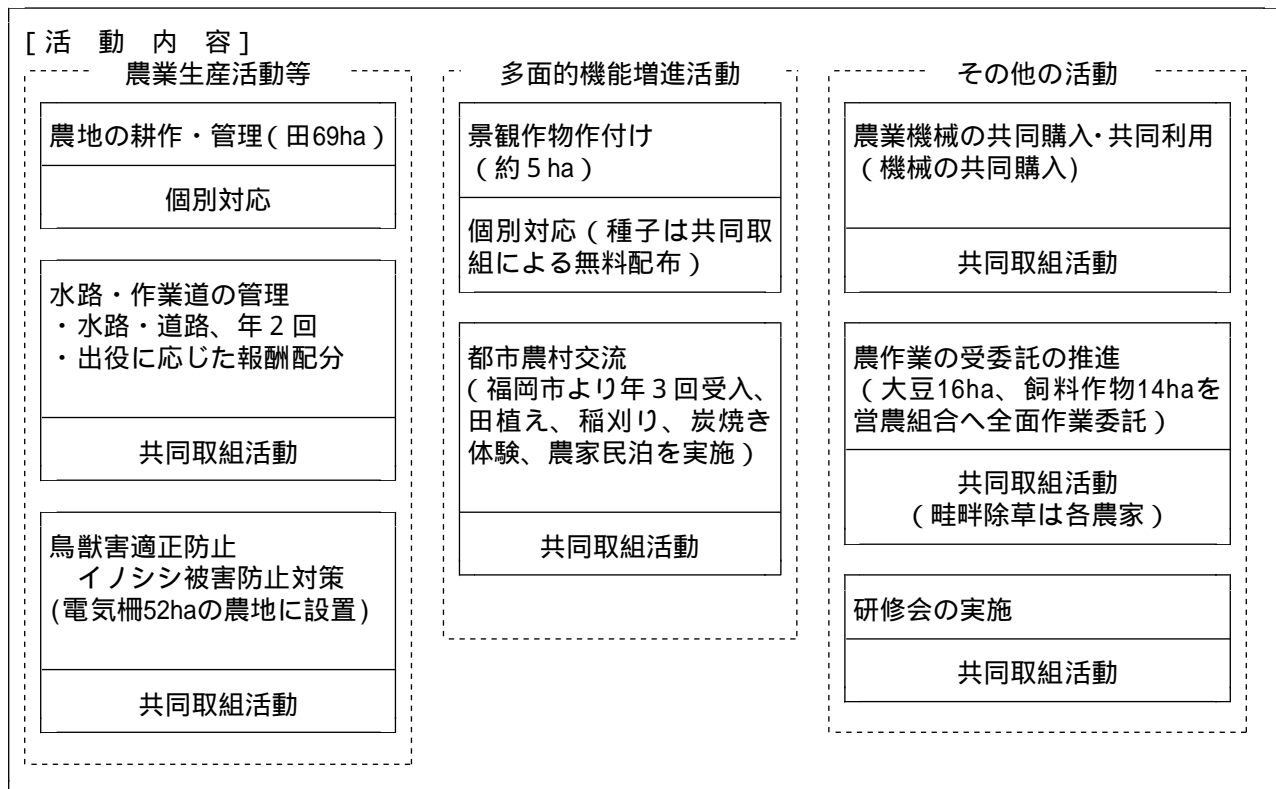 [活 動 内 容]
農業生産活動等
農地の耕作・管理(田69ha)
個別対応
水路・作業道の管理
・水路・道路、年２回
・出役に応じた報酬配分
共同取組活動
鳥獣害適正防止
イノシシ被害防止対策
(電気柵52haの農地に設置)
共同取組活動
多面的機能増進活動
景観作物作付け
（約５ha）
個別対応（種子は共同取
組による無料配布）
都市農村交流
（福岡市より年３回受入、
田植え、稲刈り、炭焼き
体験、農家民泊を実施）
共同取組活動
その他の活動
農業機械の共同購入･共同利用
（機械の共同購入)
共同取組活動
農作業の受委託の推進
（大豆16ha、飼料作物14haを
営農組合へ全面作業委託）
共同取組活動
（畦畔除草は各農家）
研修会の実施
共同取組活動